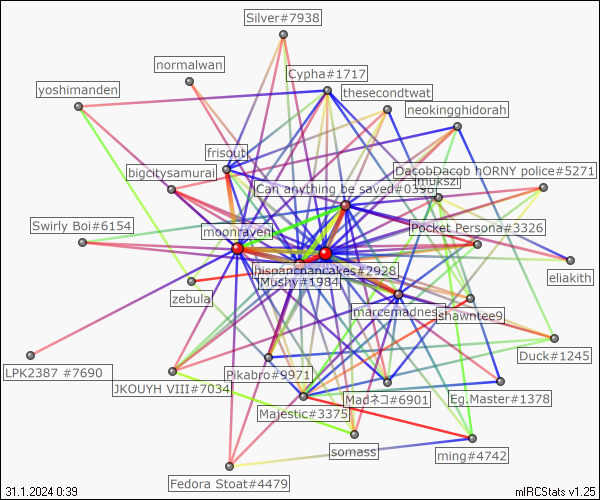 Silver#7938
normalwan
Cypha#1717
yoshimanden
thesecondtwat
neokingghidorah
frisout
bigcitysamurai
DacobDacob hORNY police#5271
mukszi
Can anything be saved#0398
Swirly Boi#6154
moonraven
Pocket Persona#3326
hispanicpancakes#2928
Mushy#1984
eliakith
zebula
marcemadness
shawntee9
LPK2387 #7690
Pikabro#9971
Duck#1245
JKOUYH VIII#7034
Madネコ#6901
Eg.Master#1378
Majestic#3375
somass
ming#4742
Fedora Stoat#4479
31.1.2024 0:39
mIRCStats v1.25